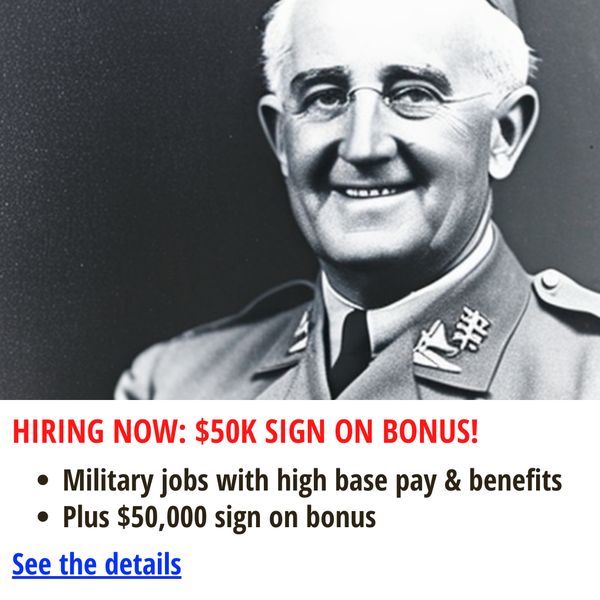 HIRING NOW: $50K SIGN ON BONUS!
• Military jobs with high base pay & benefits
• Plus $50,000 sign on bonus
See the details